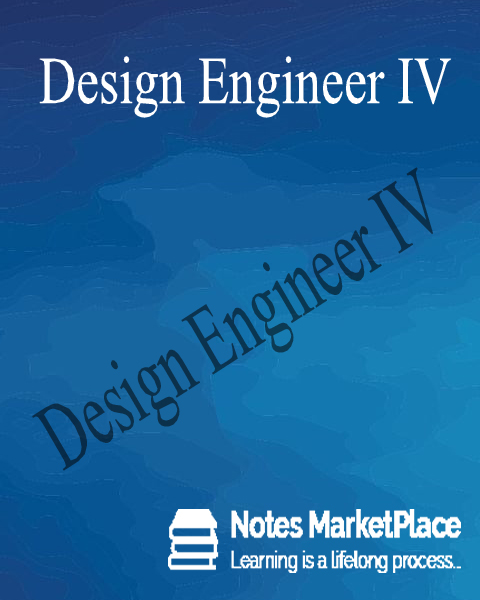 Design Engineer IV
Design Engineer IV
Notes MarketPlace
Learning is a lifelong process...